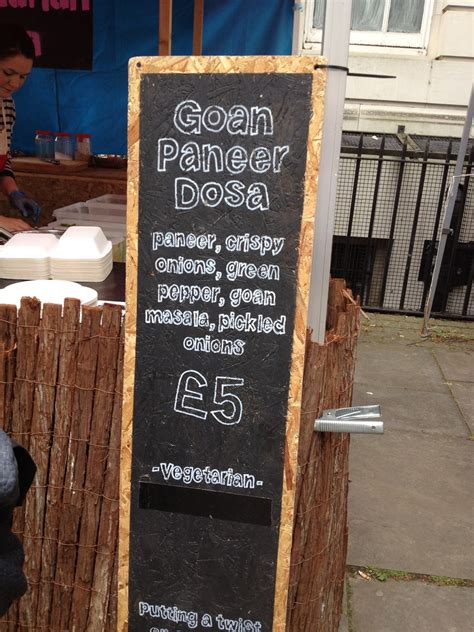 Goan
Paneer
Dosa
paneer, crispy
onions, green
pepper, goan
masala, pickled
onions
£5
-Vegetarian-
Putting a twist